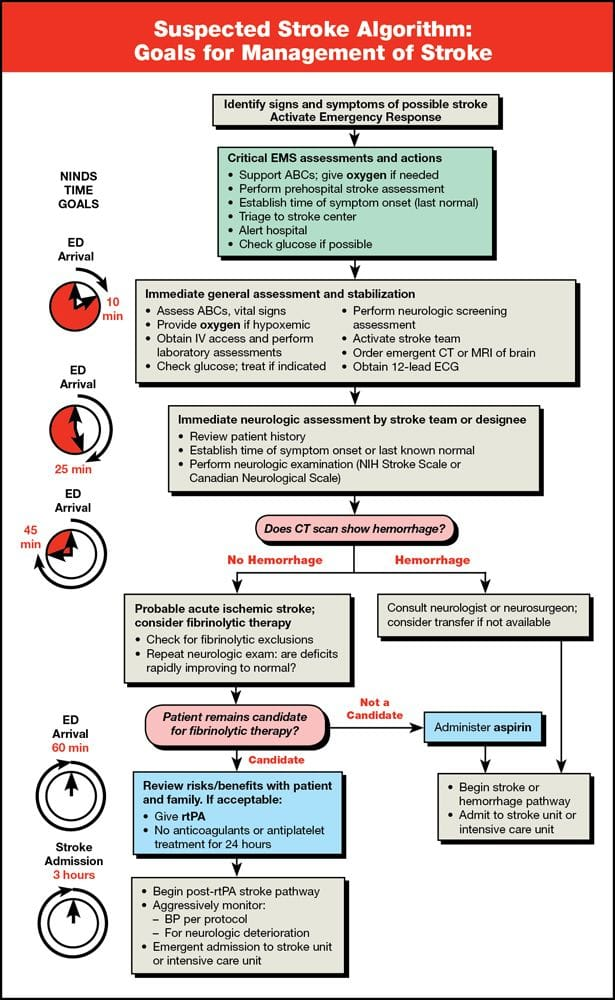 Suspected Stroke Algorithm:
Goals for Management of Stroke
Identify signs and symptoms of possible stroke
Activate Emergency Response
NINDS
TIME
GOALS
Critical EMS assessments and actions
• Support ABCs; give oxygen if needed
• Perform prehospital stroke assessment
• Establish time of symptom onset (last normal)
• Triage to stroke center
• Alert hospital
• Check glucose if possible
ED
Arrival
10
min
Immediate general assessment and stabilization
• Assess ABCs, vital signs
• Provide oxygen if hypoxemic
• Obtain IV access and perform
laboratory assessments
• Check glucose; treat if indicated
• Perform neurologic screening
assessment
• Activate stroke team
• Order emergent CT or MRI of brain
• Obtain 12-lead ECG
ED
Arrival
25 min
Immediate neurologic assessment by stroke team or designee
• Review patient history
• Establish time of symptom onset or last known normal
• Perform neurologic examination (NIH Stroke Scale or
Canadian Neurological Scale)
ED
Arrival
45
min
Does CT scan show hemorrhage?
No Hemorrhage
Hemorrhage
Probable acute ischemic stroke;
consider fibrinolytic therapy
• Check for fibrinolytic exclusions
• Repeat neurologic exam: are deficits
rapidly improving to normal?
Consult neurologist or neurosurgeon;
consider transfer if not available
ED
Arrival
60 min
Patient remains candidate
for fibrinolytic therapy?
Not a
Candidate
Administer aspirin
Candidate
Review risks/benefits with patient
and family. If acceptable:
• Give rtPA
• No anticoagulants or antiplatelet
treatment for 24 hours
• Begin stroke or
hemorrhage pathway
• Admit to stroke unit or
intensive care unit
Stroke
Admission
3 hours
• Begin post-rtPA stroke pathway
• Aggressively monitor:
– BP per protocol
– For neurologic deterioration
• Emergent admission to stroke unit
or intensive care unit